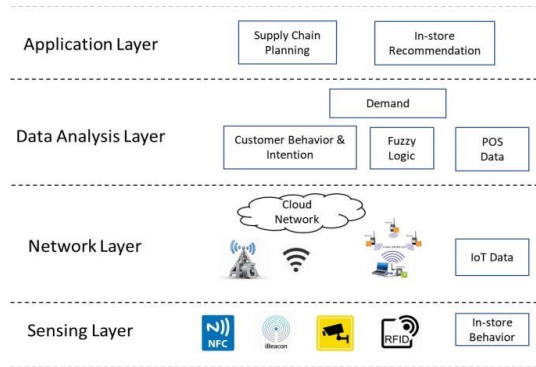 Application Layer
Supply Chain
Planning
In-store
Recommendation
Demand
Data Analysis Layer
Customer Behavior &
Intention
Fuzzy
Logic
POS
Data
Cloud
Network
Network Layer
IoT Data
Sensing Layer
N
NFC
iBeacon
RFID
In-store
Behavior